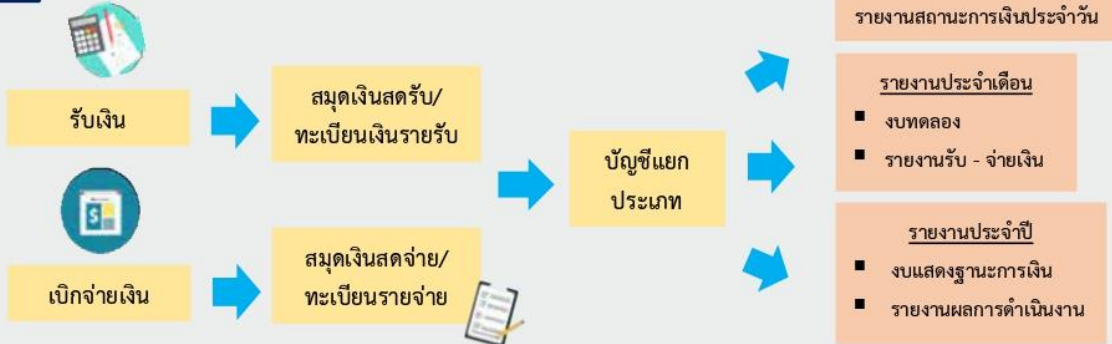 รับเงิน
สมุดเงินสดรับ/
ทะเบียนเงินรายรับ
เบิกจ่ายเงิน
สมุดเงินสดจ่าย/
ทะเบียนรายจ่าย
บัญชีแยก
ประเภท
รายงานสถานะการเงินประจำวัน
รายงานประจำเดือน
▪ งบทดลอง
▪ รายงานรับ - จ่ายเงิน
รายงานประจำปี
▪ งบแสดงฐานะการเงิน
▪ รายงานผลการดำเนินงาน